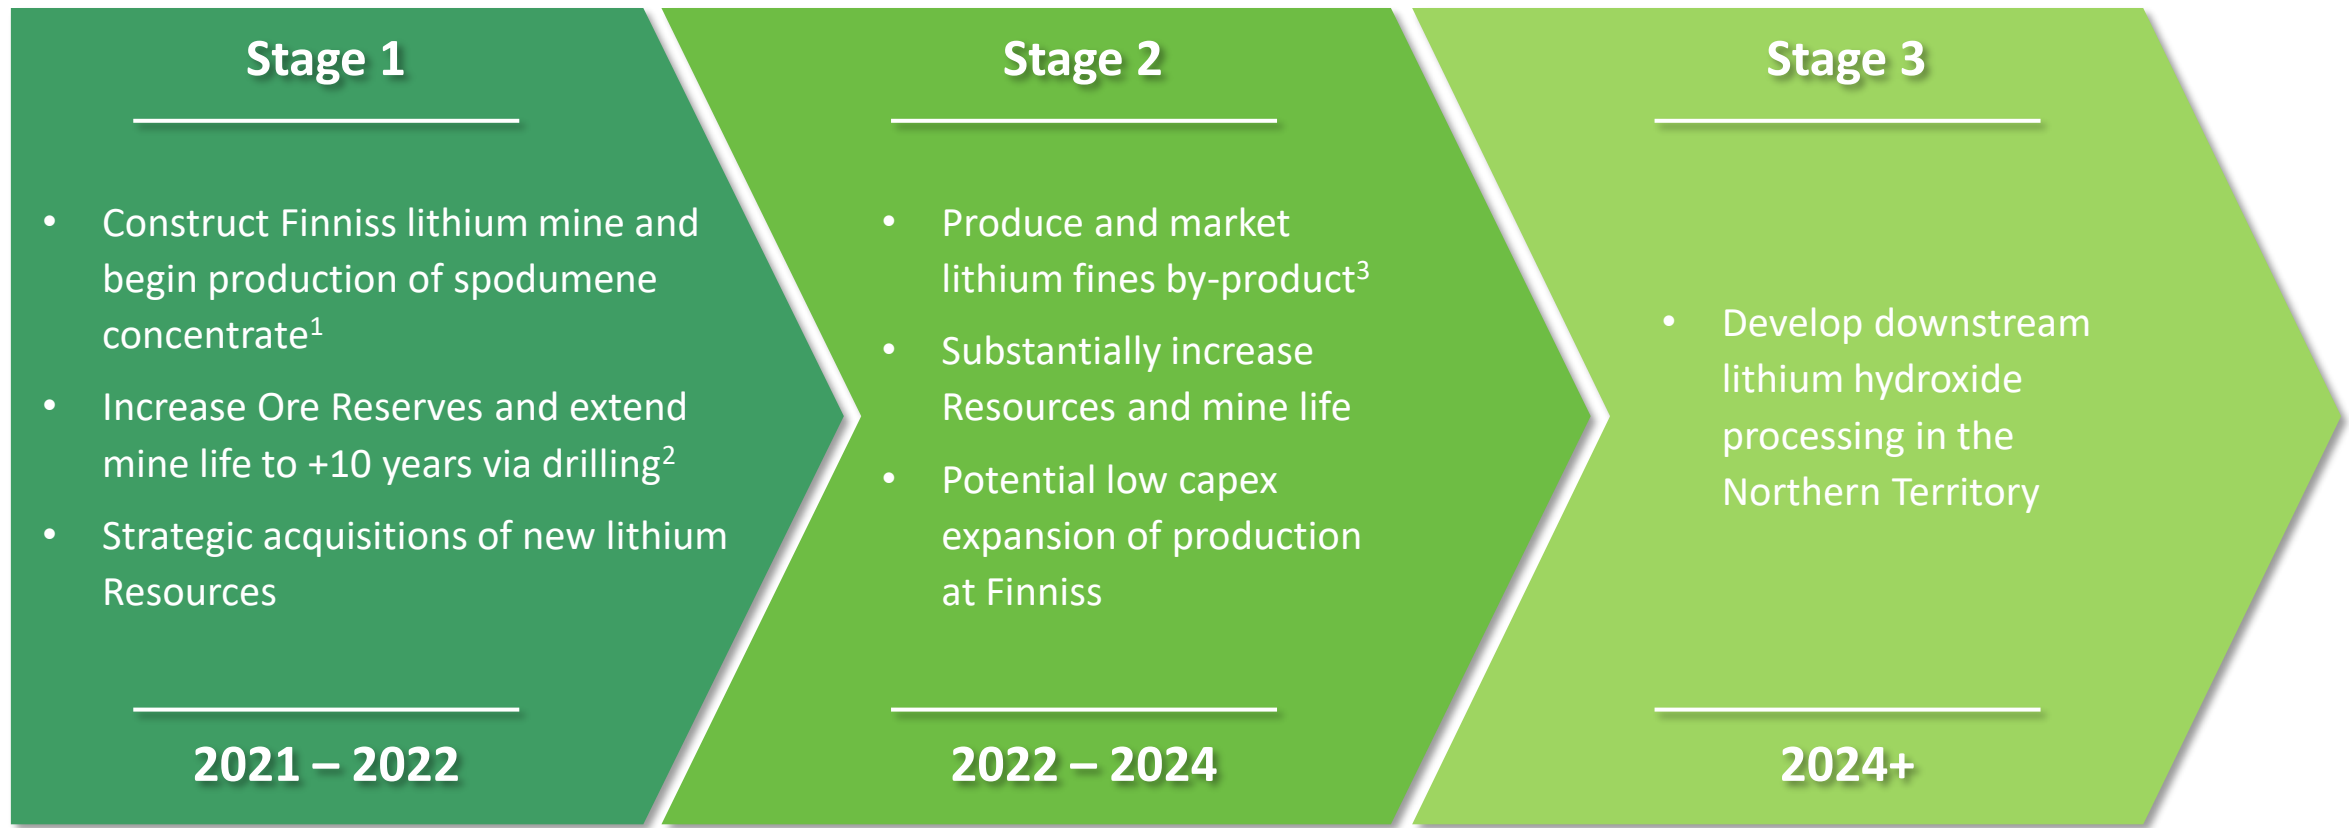 Stage 1
• Construct Finniss lithium mine and
begin production of spodumene
concentrate¹
• Increase Ore Reserves and extend
mine life to +10 years via drilling²
• Strategic acquisitions of new lithium
Resources
2021 – 2022
Stage 2
• Produce and market
lithium fines by-product³
• Substantially increase
Resources and mine life
• Potential low capex
expansion of production
at Finniss
2022 – 2024
Stage 3
• Develop downstream
lithium hydroxide
processing in the
Northern Territory
2024+